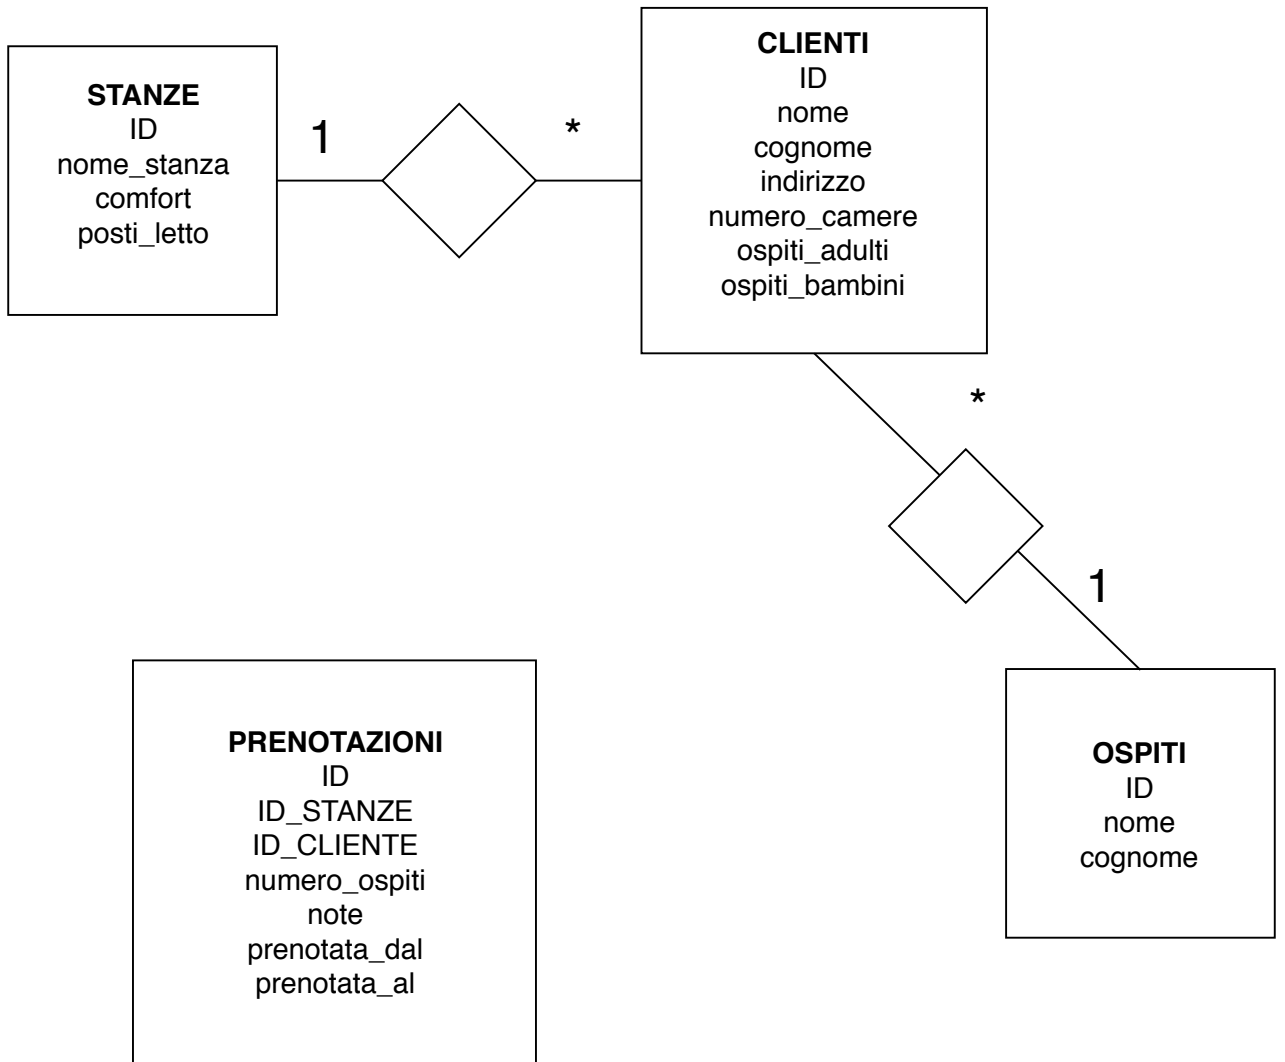 STANZE
ID
nome_stanza
comfort
posti_letto
1
*
CLIENTI
ID
nome
cognome
indirizzo
numero_camere
ospiti_adulti
ospiti_bambini
*
1
PRENOTAZIONI
ID
ID_STANZE
ID_CLIENTE
numero_ospiti
note
prenotata_dal
prenotata_al
OSPITI
ID
nome
cognome